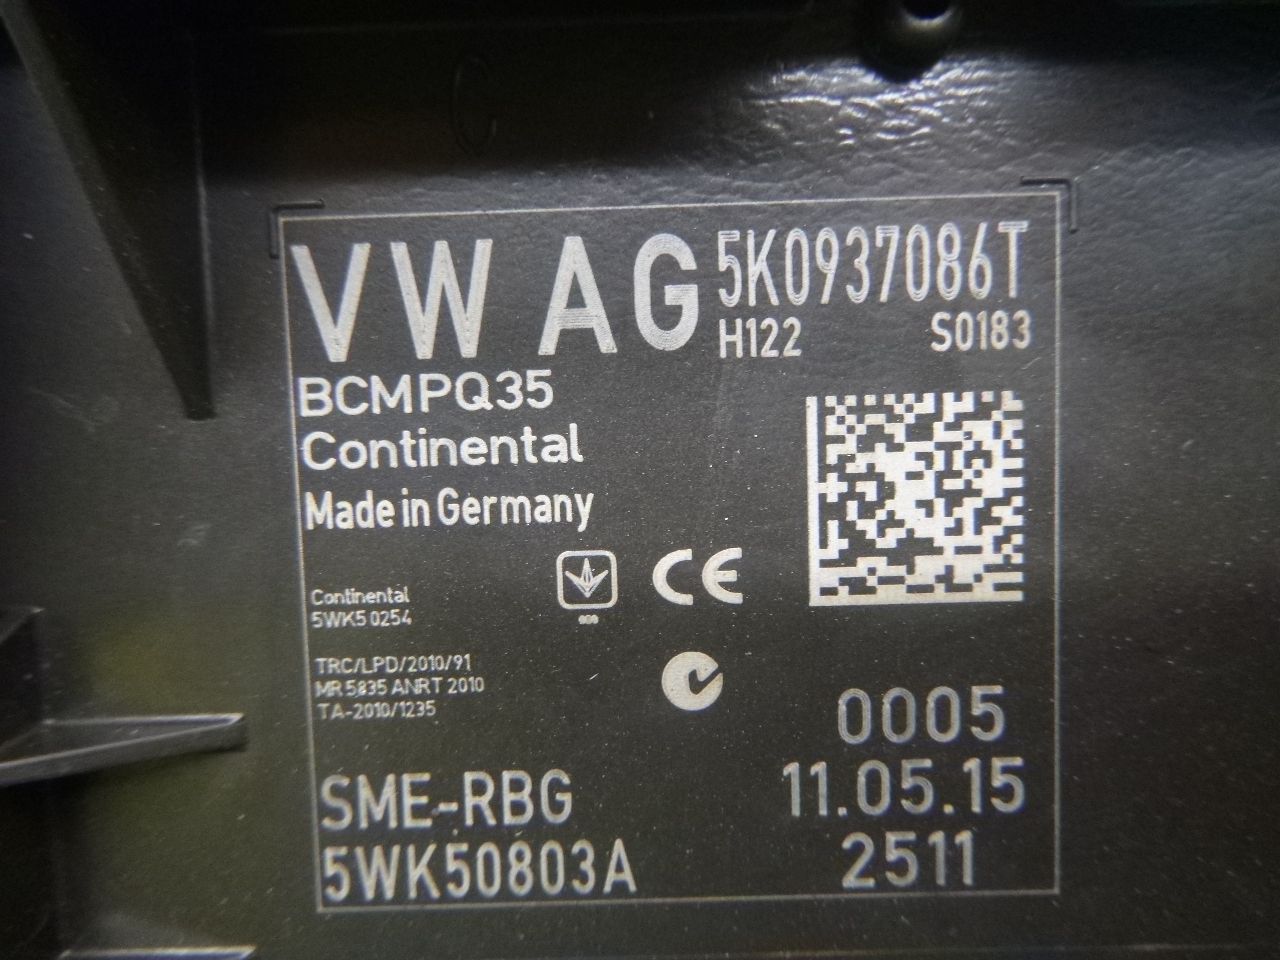 C
VW AG 5K0937086T
H122 S0183
BCMPQ35
Continental
Made in Germany
CE
Continental
5WK5 0254
TRC/LPD/2010/91
MR 5835 ANRT 2010
TA-2010/1235
0005
SME-RBG 11.05.15
5WK50803A 2511